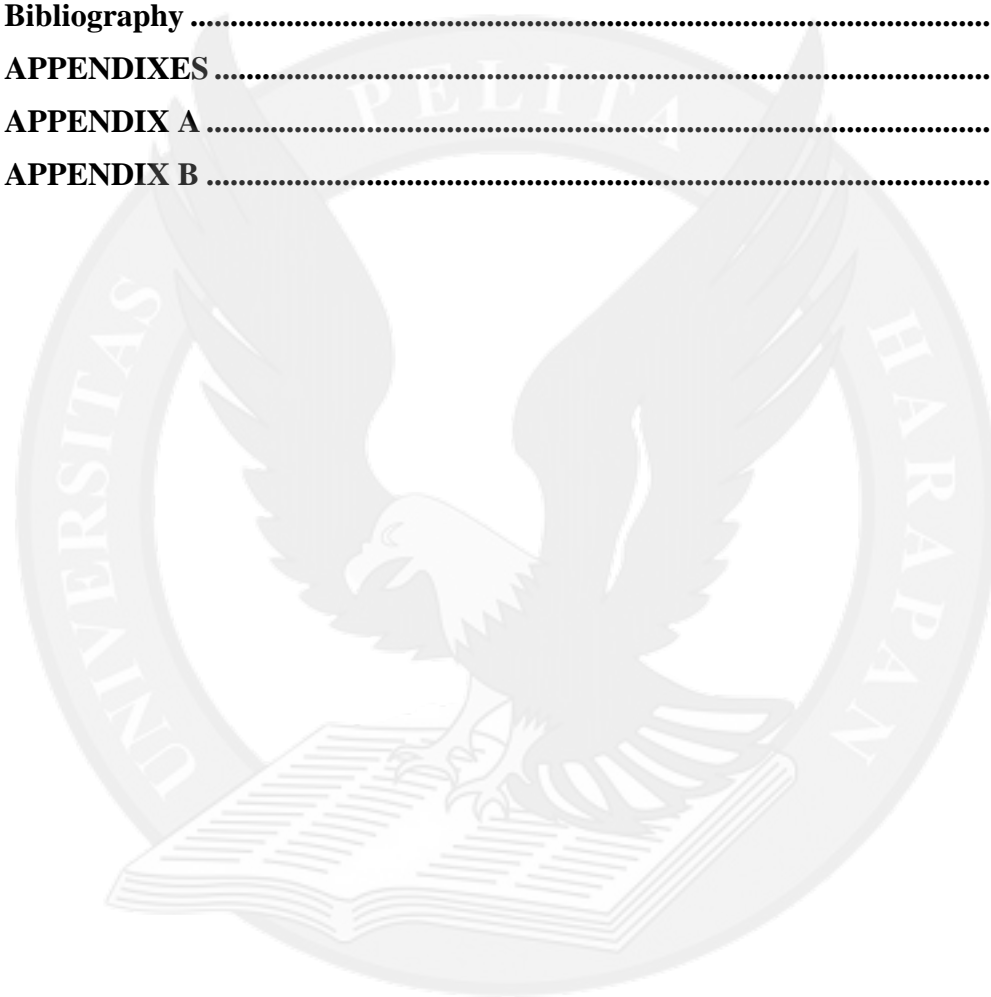 Bibliography ........................................................................................................
APPENDIXES .....................................................................................................
APPENDIX A ......................................................................................................
APPENDIX B ......................................................................................................
UNIVERSITAS PELITA HARAPAN